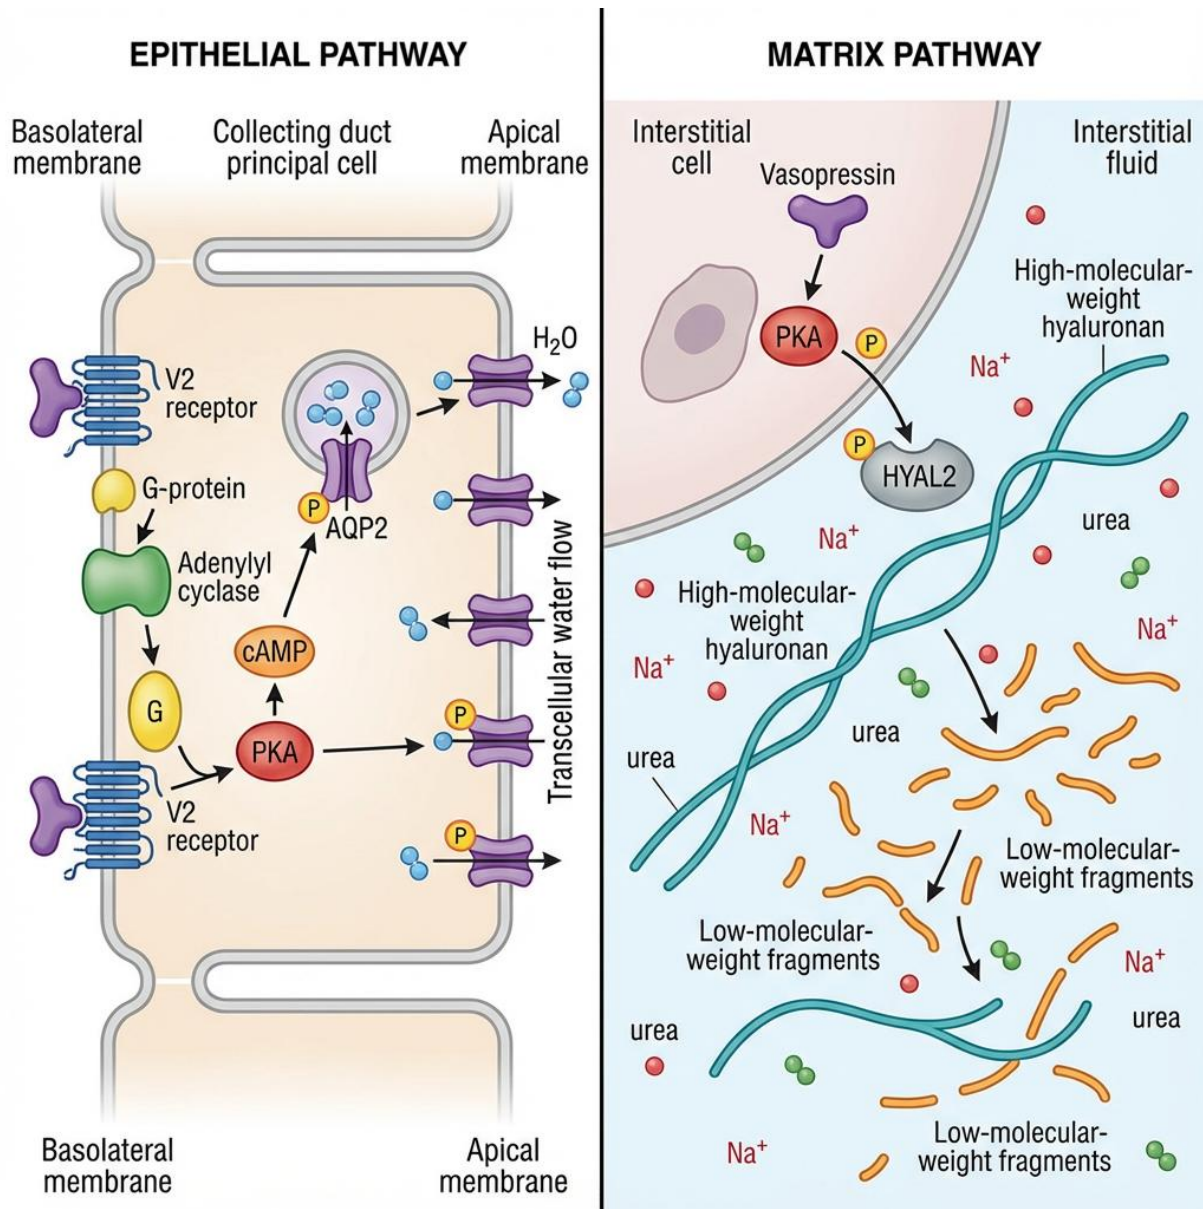 EPITHELIAL PATHWAY
Basolateral
membrane
Collecting duct
principal cell
Apical
membrane
H₂O
V2
receptor
G-protein
P
AQP2
Adenylyl
cyclase
cAMP
G
PKA
P
P
V2
receptor
Transcellular water flow
Basolateral
membrane
Apical
membrane
MATRIX PATHWAY
Interstitial
cell
Interstitial
fluid
Vasopressin
PKA
P
High-molecular-
weight
hyaluronan
Na⁺
P
HYAL2
urea
Na⁺
High-molecular-
weight
hyaluronan
Na⁺
Na⁺
urea
urea
Na⁺
Low-molecular-
weight fragments
Low-molecular-
weight fragments
Na⁺
urea
urea
Low-molecular-
weight fragments
Na⁺